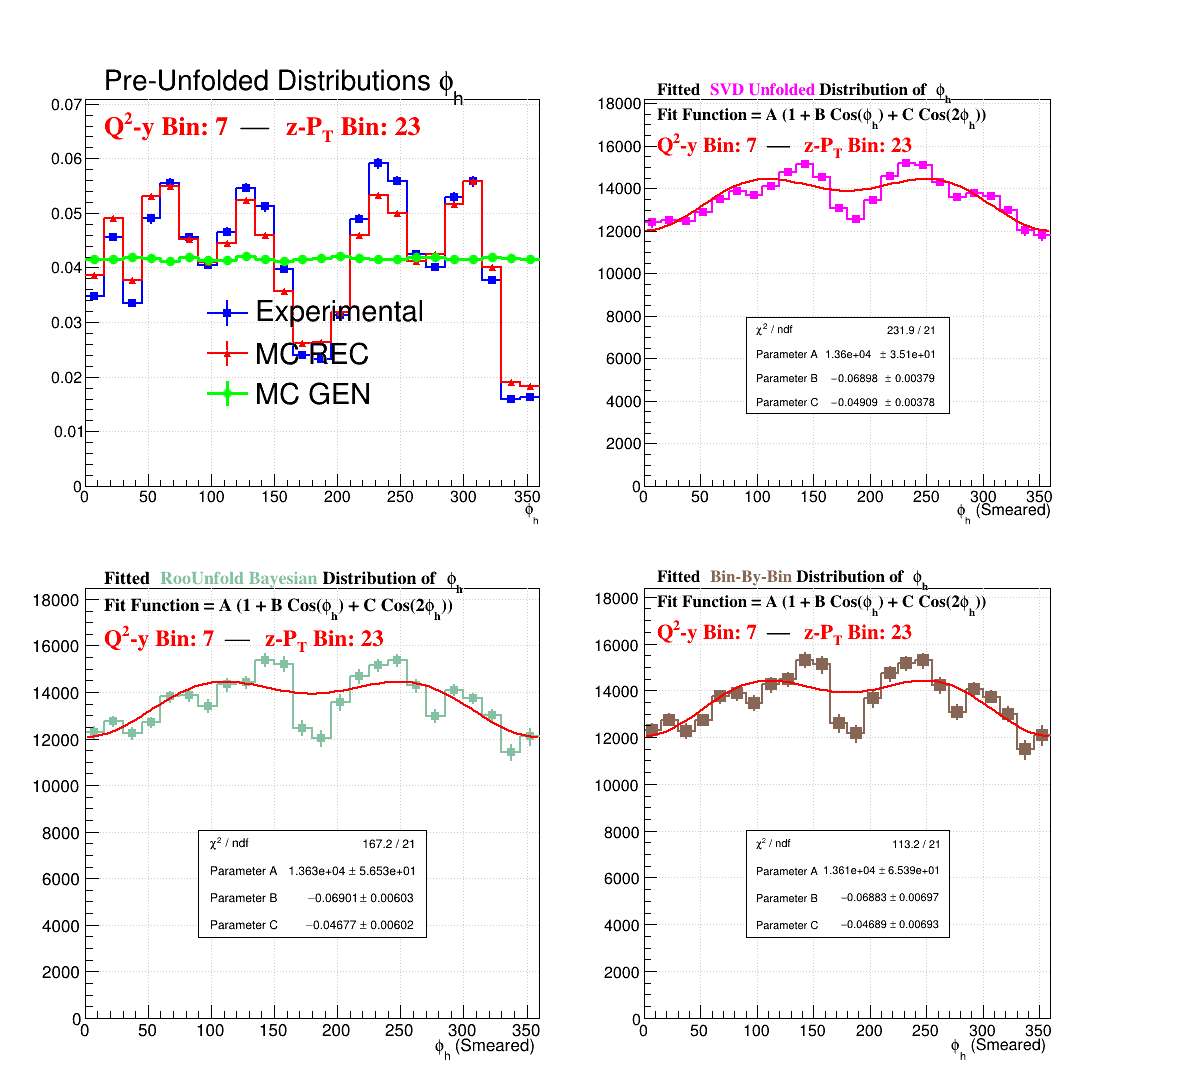 Pre-Unfolded Distributions ϕh
Q2-y Bin: 7 — z-PT Bin: 23
0.07
0.06
0.05
0.04
0.03
0.02
0.01
0
Experimental
MC REC
MC GEN
0 50 100 150 200 250 300 350
ϕh
Fitted SVD Unfolded Distribution of ϕh
Fit Function = A (1 + B Cos(ϕh) + C Cos(2ϕh))
Q2-y Bin: 7 — z-PT Bin: 23
18000
16000
14000
12000
10000
8000
6000
4000
2000
0
χ2 / ndf 231.9 / 21
Parameter A 1.36e+04 ± 3.51e+01
Parameter B −0.06898 ± 0.00379
Parameter C −0.04909 ± 0.00378
0 50 100 150 200 250 300 350
ϕh (Smeared)
Fitted RooUnfold Bayesian Distribution of ϕh
Fit Function = A (1 + B Cos(ϕh) + C Cos(2ϕh))
Q2-y Bin: 7 — z-PT Bin: 23
18000
16000
14000
12000
10000
8000
6000
4000
2000
0
χ2 / ndf 167.2 / 21
Parameter A 1.363e+04 ± 5.653e+01
Parameter B −0.06901 ± 0.00603
Parameter C −0.04677 ± 0.00602
0 50 100 150 200 250 300 350
ϕh (Smeared)
Fitted Bin-By-Bin Distribution of ϕh
Fit Function = A (1 + B Cos(ϕh) + C Cos(2ϕh))
Q2-y Bin: 7 — z-PT Bin: 23
18000
16000
14000
12000
10000
8000
6000
4000
2000
0
χ2 / ndf 113.2 / 21
Parameter A 1.361e+04 ± 6.539e+01
Parameter B −0.06883 ± 0.00697
Parameter C −0.04689 ± 0.00693
0 50 100 150 200 250 300 350
ϕh (Smeared)